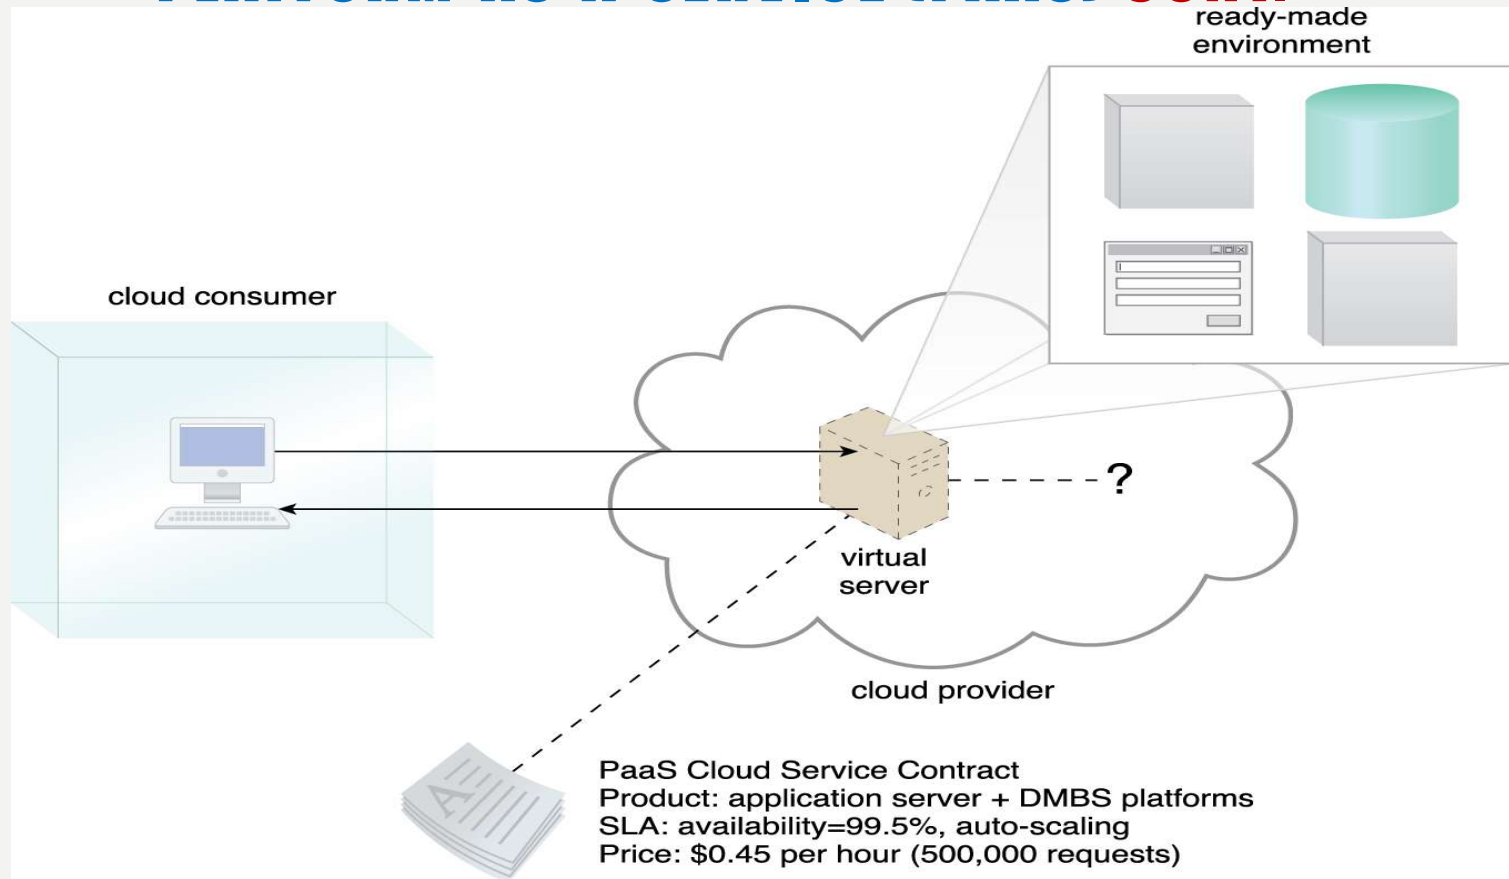 ready-made
environment
cloud consumer
?
virtual
server
cloud provider
A
PaaS Cloud Service Contract
Product: application server + DMBS platforms
SLA: availability=99.5%, auto-scaling
Price: $0.45 per hour (500,000 requests)